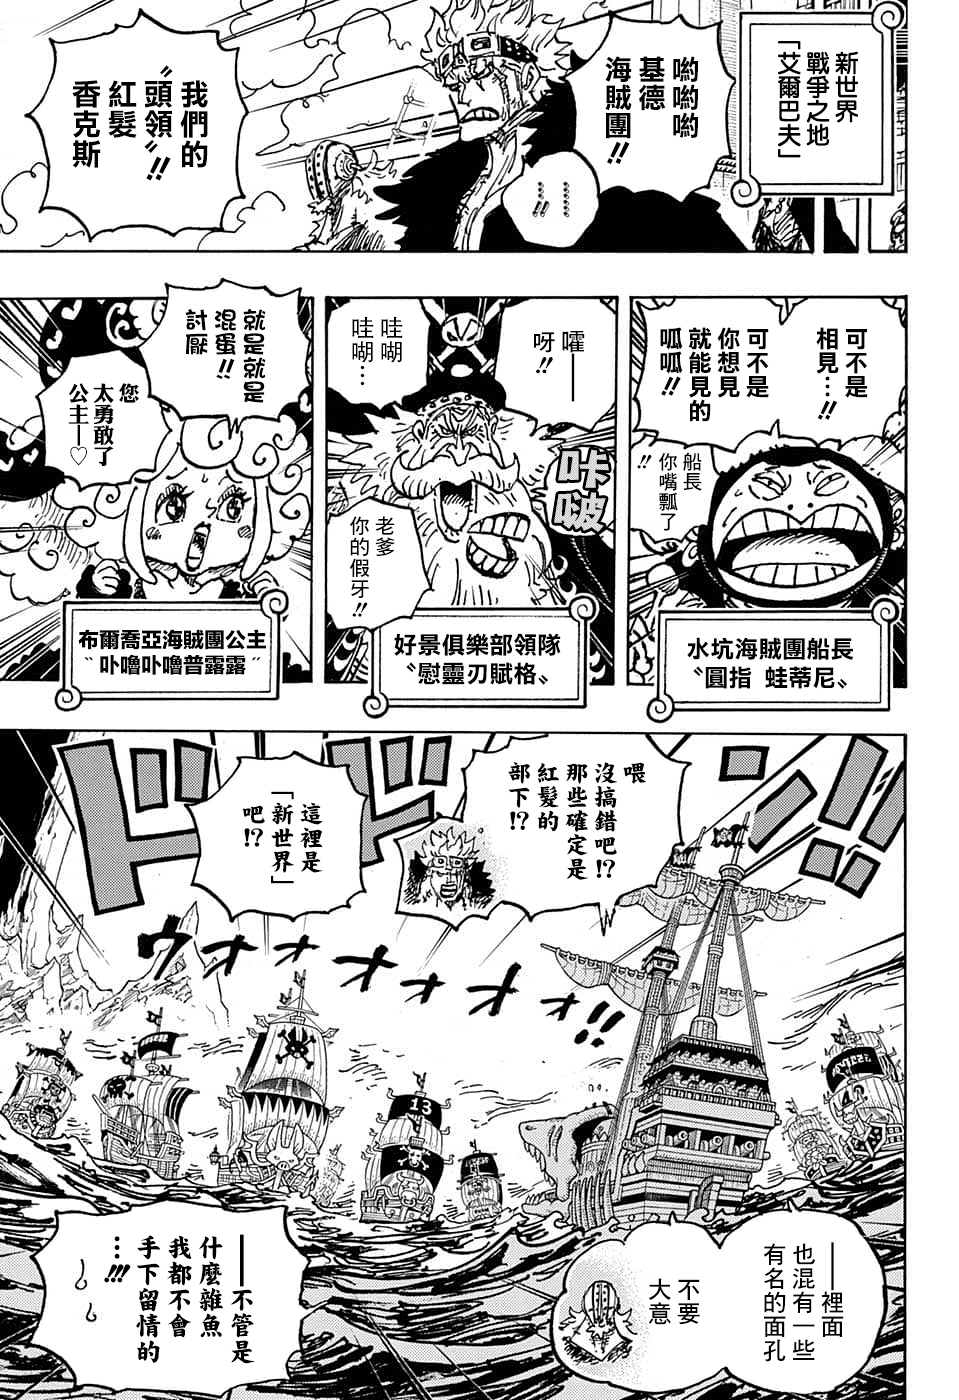 新世界
戰爭之地
「艾爾巴夫」
喲喲喲
基德
海賊團!!
……!!
我們的
〝頭領〟!!
紅髮
香克斯
可不是
相見…!!
可不是
你想見
就能見的
呱呱!!
船長
你嘴瓢了
!!
水坑海賊團船長
〝圓指 蛙蒂尼〟
嚯——
呀!!
哇嘚
哇嘚…
咔啵
老爹
你的假牙
!!
好景俱樂部領隊
〝慰靈刃賦格〟
就是就是
混蛋!!
討厭
您
太勇敢了
公主—♡
布爾喬亞海賊團公主
〝卟嚕卟嚕普露露〞
ドドン!!
喂
沒搞錯吧!?
那些確定是
紅髮的
部下!?
這裡是
「新世界」
吧!?
ウオオオオオ!!
13
——裡面
也混有一些
有名的面孔
不要
大意
——不管是
什麼雜魚
我都不會
手下留情的
…!!!